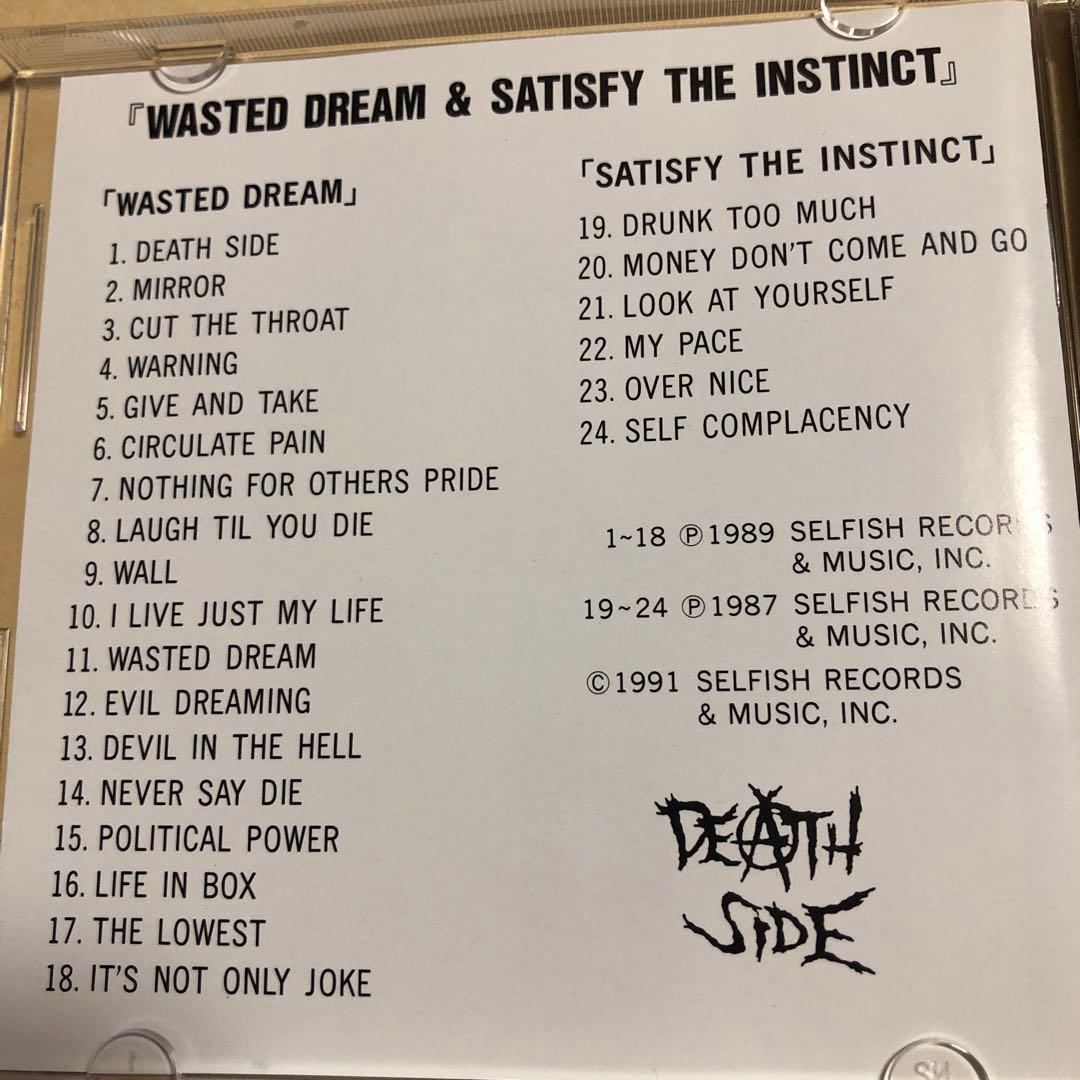 『WASTED DREAM & SATISFY THE INSTINCT』
「WASTED DREAM」
1. DEATH SIDE
2. MIRROR
3. CUT THE THROAT
4. WARNING
5. GIVE AND TAKE
6. CIRCULATE PAIN
7. NOTHING FOR OTHERS PRIDE
8. LAUGH TIL YOU DIE
9. WALL
10. I LIVE JUST MY LIFE
11. WASTED DREAM
12. EVIL DREAMING
13. DEVIL IN THE HELL
14. NEVER SAY DIE
15. POLITICAL POWER
16. LIFE IN BOX
17. THE LOWEST
18. IT'S NOT ONLY JOKE
「SATISFY THE INSTINCT」
19. DRUNK TOO MUCH
20. MONEY DON'T COME AND GO
21. LOOK AT YOURSELF
22. MY PACE
23. OVER NICE
24. SELF COMPLACENCY
1~18 ℗1989 SELFISH RECORDS
& MUSIC, INC.
19~24 ℗1987 SELFISH RECORDS
& MUSIC, INC.
©1991 SELFISH RECORDS
& MUSIC, INC.
DEATH
SIDE